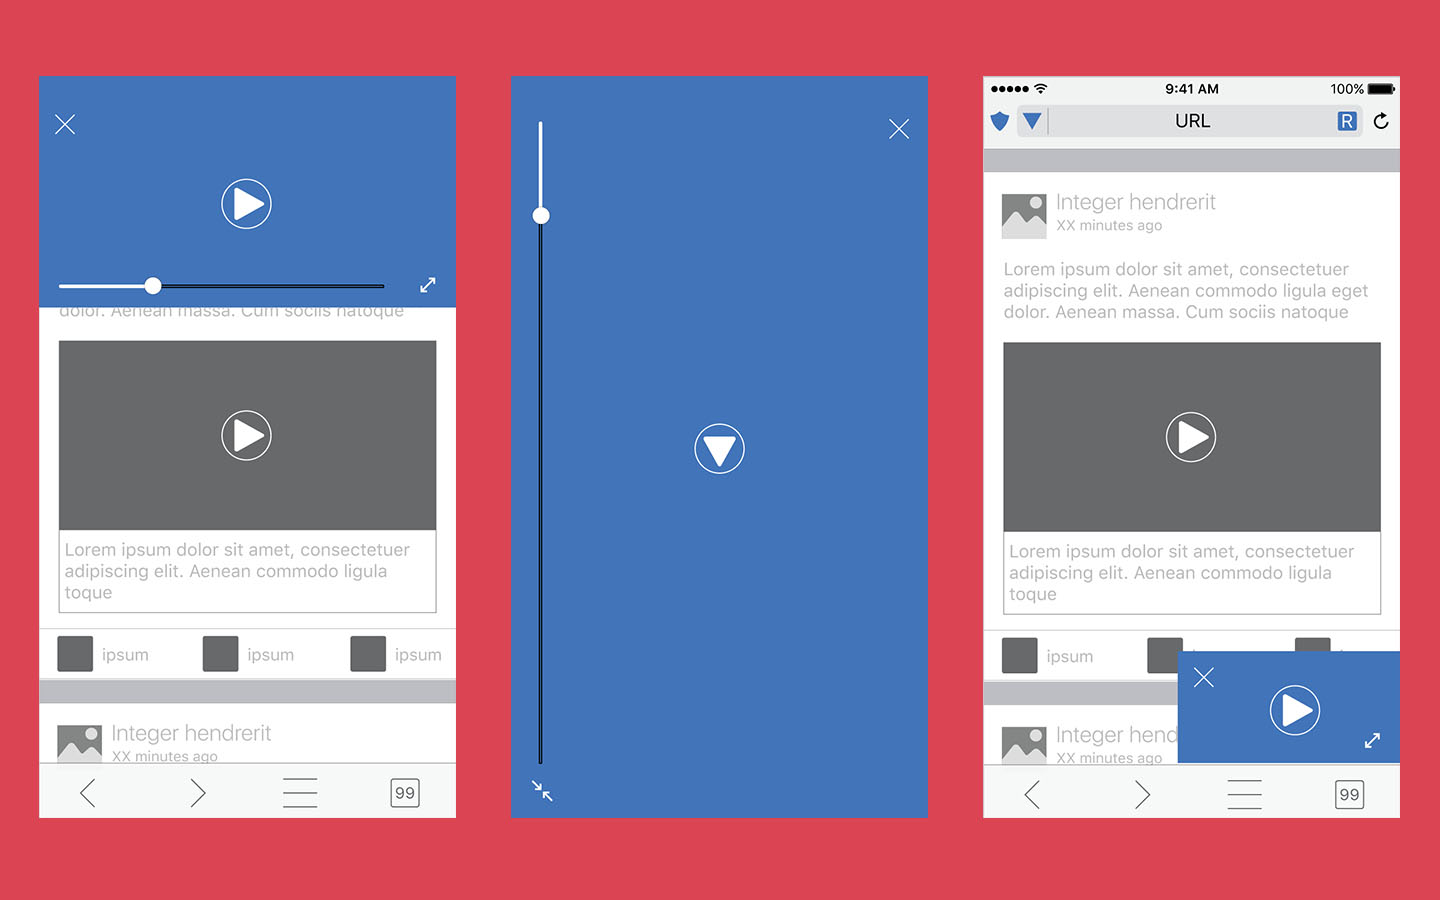 dolor. Aenean massa. Cum sociis natoque
Lorem ipsum dolor sit amet, consectetuer
adipiscing elit. Aenean commodo ligula
toque
ipsum
ipsum
ipsum
Integer hendrerit
XX minutes ago
99
9:41 AM
100%
URL
R
Integer hendrerit
XX minutes ago
Lorem ipsum dolor sit amet, consectetuer
adipiscing elit. Aenean commodo ligula eget
dolor. Aenean massa. Cum sociis natoque
Lorem ipsum dolor sit amet, consectetuer
adipiscing elit. Aenean commodo ligula
toque
ipsum
Integer hend
XX minutes ago
99